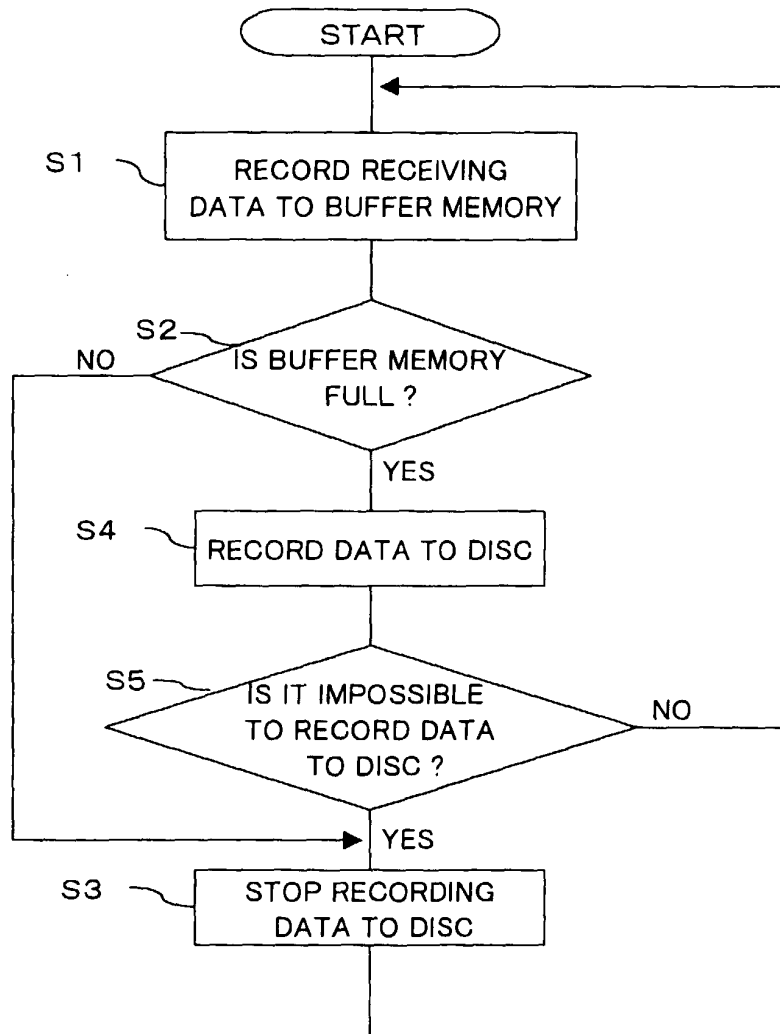 START
S1
RECORD RECEIVING
DATA TO BUFFER MEMORY
S2
NO
IS BUFFER MEMORY
FULL ?
YES
S4
RECORD DATA TO DISC
S5
IS IT IMPOSSIBLE
TO RECORD DATA
TO DISC ?
NO
YES
S3
STOP RECORDING
DATA TO DISC